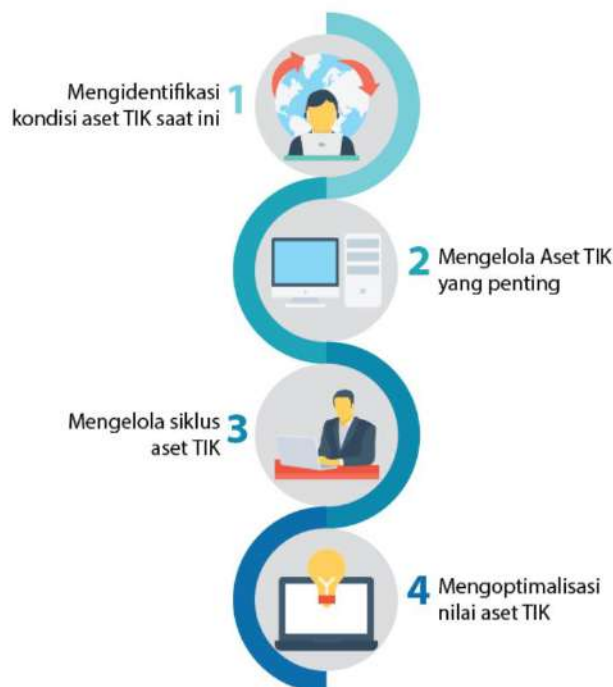 Mengidentifikasi
kondisi aset TIK saat ini
1
2
Mengelola Aset TIK
yang penting
Mengelola siklus
aset TIK
3
4
Mengoptimalisasi
nilai aset TIK